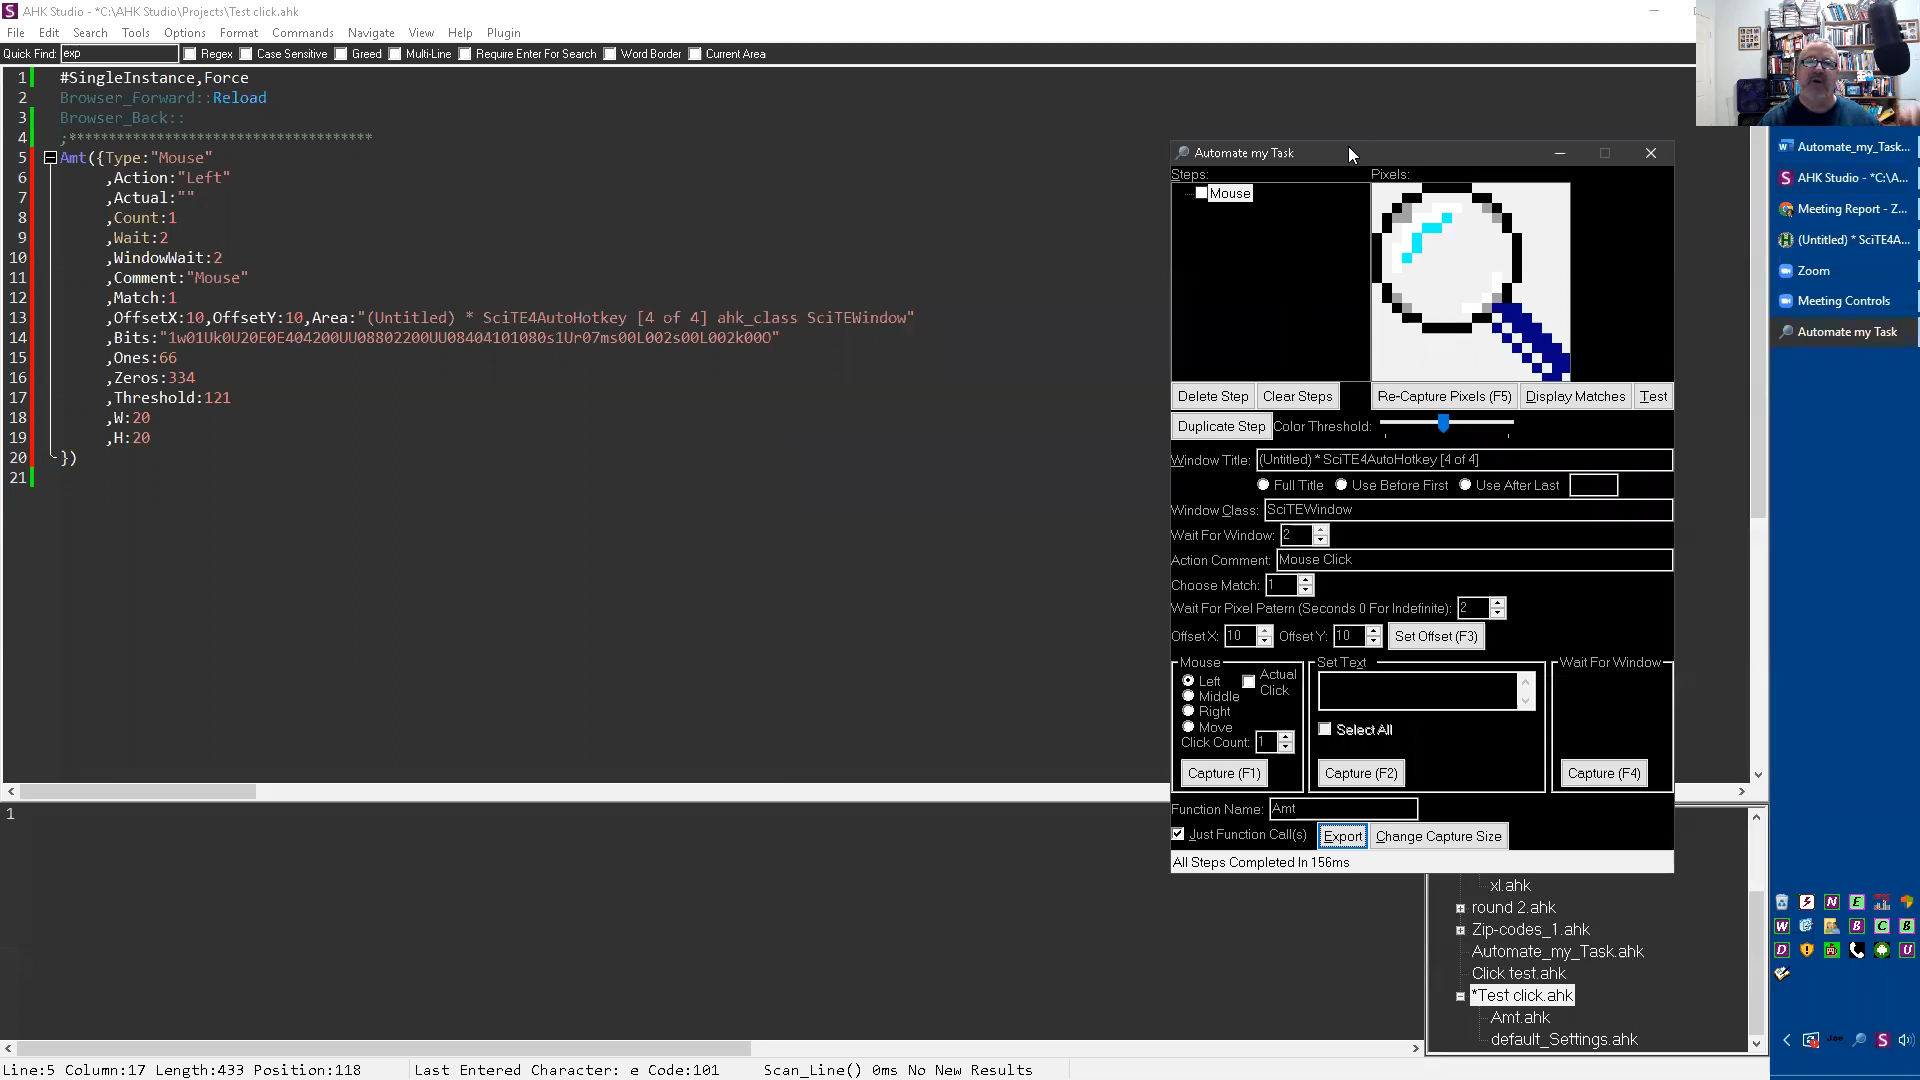 AHK Studio - *C:\AHK Studio\Projects\Test click.ahk
File Edit Search Tools Options Format Commands Navigate View Help Plugin
Quick Find: exp Regex Case Sensitive Greed Multi-Line Require Enter For Search Word Border Current Area
1 #SingleInstance,Force
2 Browser_Forward::Reload
3 Browser_Back::
4 ;***********************************
5 Amt({Type:"Mouse"
6 ,Action:"Left"
7 ,Actual:""
8 ,Count:1
9 ,Wait:2
10 ,WindowWait:2
11 ,Comment:"Mouse"
12 ,Match:1
13 ,OffsetX:10,OffsetY:10,Area:"(Untitled) * SciTE4AutoHotkey [4 of 4] ahk_class SciTEWindow"
14 ,Bits:"1w01Uk0U20E0E404200UU08802200UU08404101080s1Ur07ms00L002s00L002k00O"
15 ,Ones:66
16 ,Zeros:334
17 ,Threshold:121
18 ,W:20
19 ,H:20
20 })
21
1
Automate my Task
Steps: Pixels:
Mouse
Delete Step Clear Steps Re-Capture Pixels (F5) Display Matches Test
Duplicate Step Color Threshold:
Window Title: (Untitled) * SciTE4AutoHotkey [4 of 4]
Full Title Use Before First Use After Last
Window Class: SciTEWindow
Wait For Window: 2
Action Comment: Mouse Click
Choose Match: 1
Wait For Pixel Patern (Seconds 0 For Indefinite): 2
Offset X: 10 Offset Y: 10 Set Offset (F3)
Mouse Set Text Wait For Window
Left Actual Click
Middle
Right
Move
Click Count: 1
Select All
Capture (F1) Capture (F2) Capture (F4)
Function Name: Amt
Just Function Call(s) Export Change Capture Size
All Steps Completed In 156ms
xl.ahk
round 2.ahk
Zip-codes_1.ahk
Automate_my_Task.ahk
Click test.ahk
*Test click.ahk
Amt.ahk
default_Settings.ahk
Automate_my_Task...
AHK Studio - *C:\A...
Meeting Report - Z...
(Untitled) * SciTE4A...
Zoom
Meeting Controls
Automate my Task
Line:5 Column:17 Length:433 Position:118 Last Entered Character: e Code:101 Scan_Line() 0ms No New Results